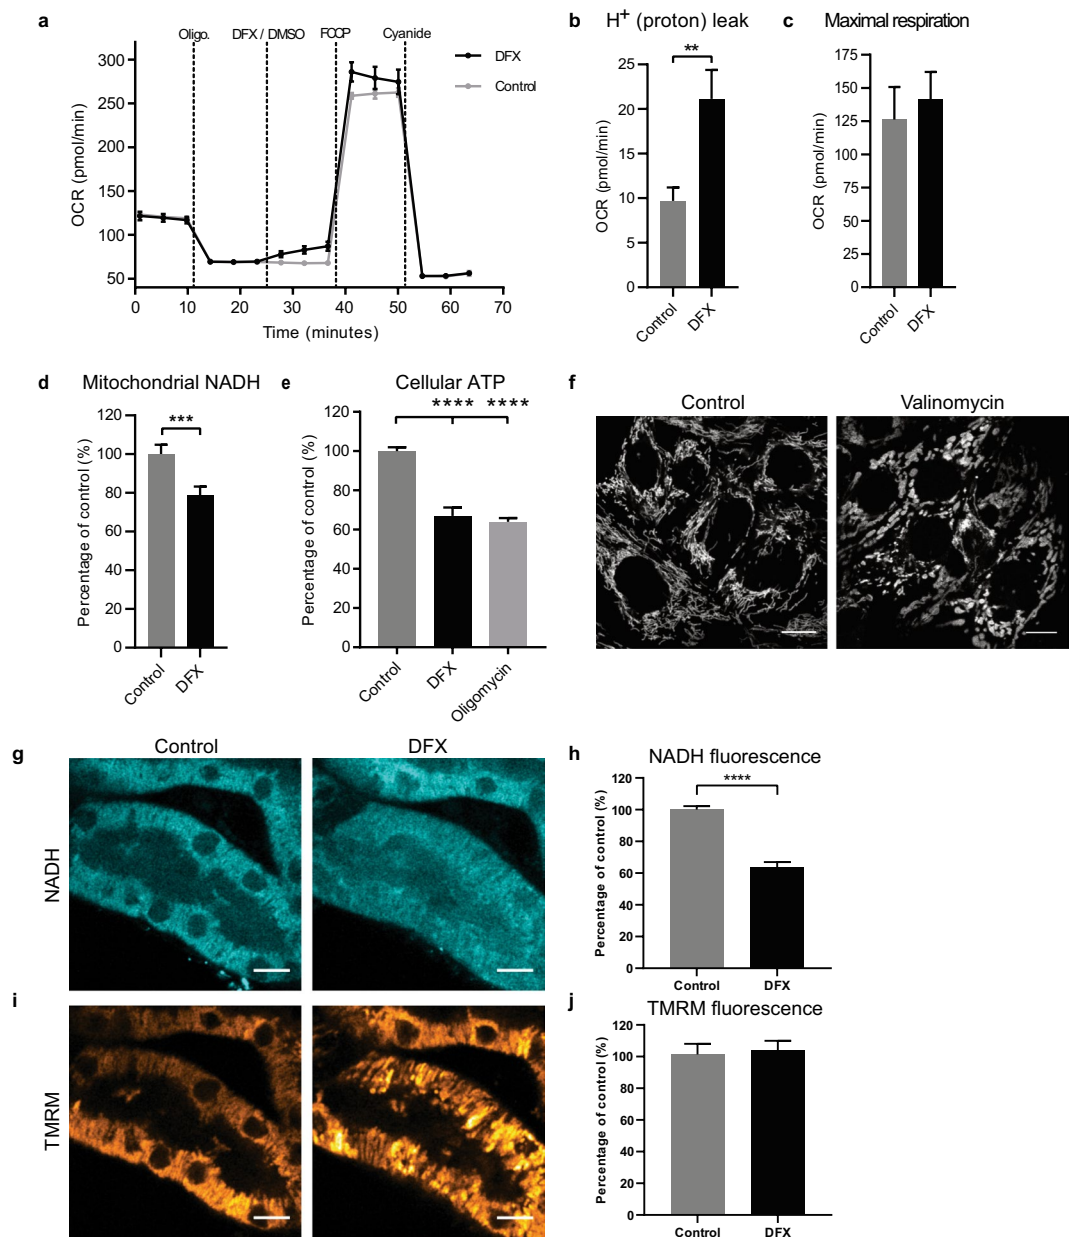 a
Oligo. DFX / DMSO FCCP Cyanide
DFX
Control
OCR (pmol/min)
300
250
200
150
100
50
0 10 20 30 40 50 60 70
Time (minutes)
b H⁺ (proton) leak
**
OCR (pmol/min)
25
20
15
10
5
0
Control DFX
c Maximal respiration
OCR (pmol/min)
175
150
125
100
75
50
25
0
Control DFX
d Mitochondrial NADH
***
Percentage of control (%)
120
100
80
60
40
20
0
Control DFX
e Cellular ATP
**** ****
Percentage of control (%)
120
100
80
60
40
20
0
Control DFX Oligomycin
f
Control Valinomycin
g Control DFX
NADH
h NADH fluorescence
****
Percentage of control (%)
120
100
80
60
40
20
0
Control DFX
i
TMRM
j TMRM fluorescence
Percentage of control (%)
120
100
80
60
40
20
0
Control DFX